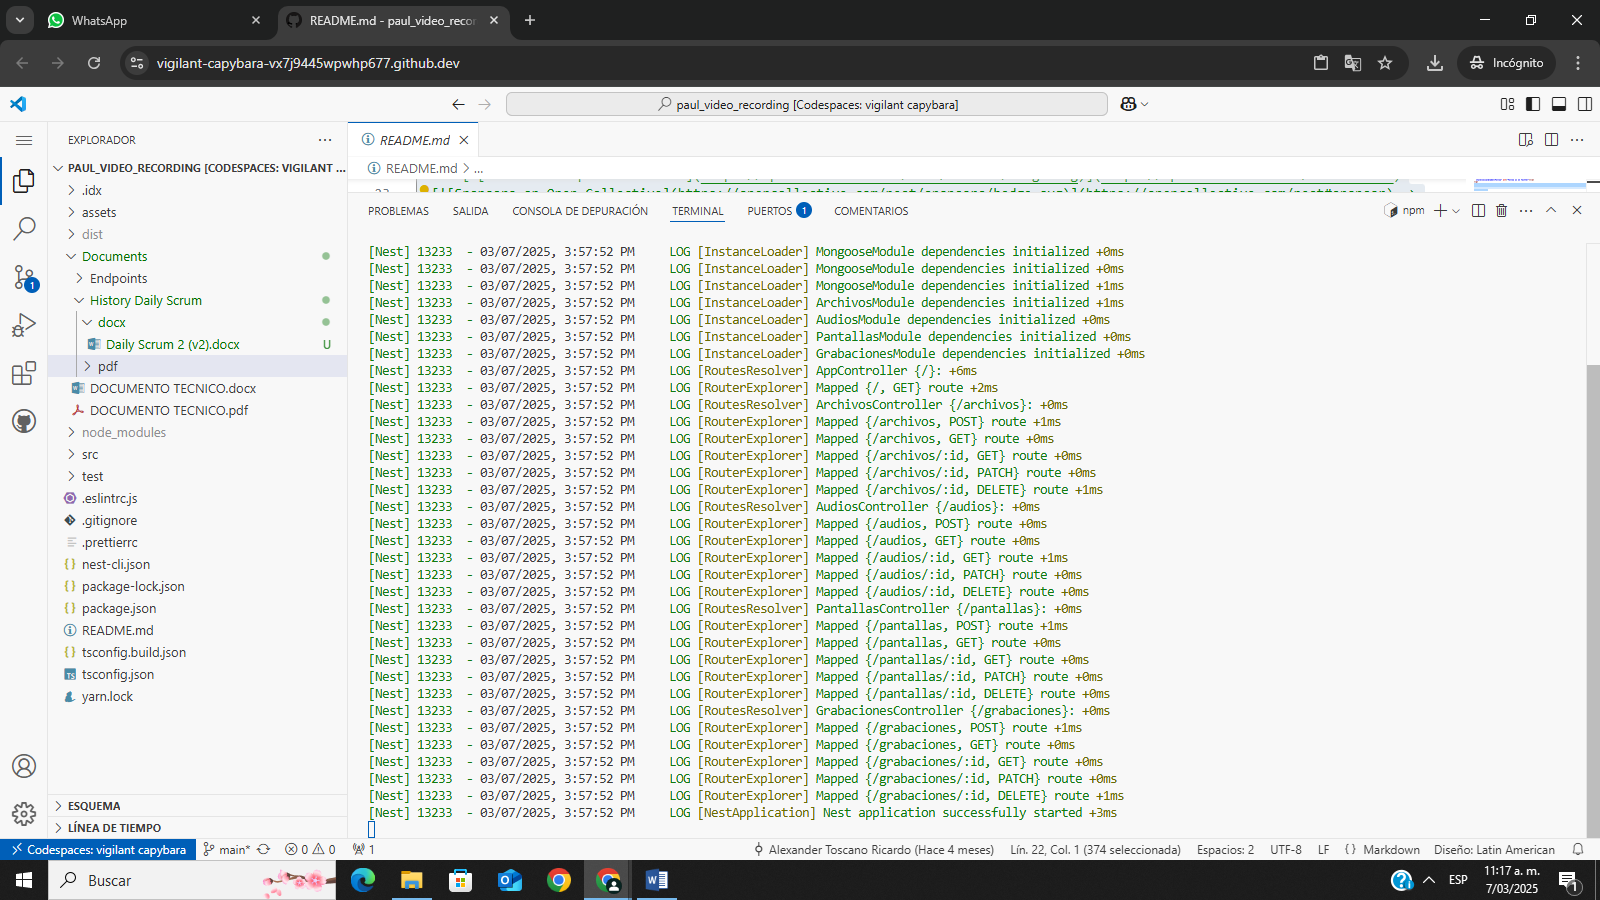 WhatsApp
README.md - paul_video_recor
vigilant-capybara-vx7j9445wpwhp677.github.dev
Incógnito
paul_video_recording [Codespaces: vigilant capybara]
EXPLORADOR
README.md
PAUL_VIDEO_RECORDING [CODESPACES: VIGILANT ...
README.md > ...
.idx
assets
dist
Documents
Endpoints
History Daily Scrum
docx
Daily Scrum 2 (v2).docx U
pdf
DOCUMENTO TECNICO.docx
DOCUMENTO TECNICO.pdf
node_modules
src
test
.eslintrc.js
.gitignore
.prettierrc
nest-cli.json
package-lock.json
package.json
README.md
tsconfig.build.json
tsconfig.json
yarn.lock
ESQUEMA
LÍNEA DE TIEMPO
1
PROBLEMAS SALIDA CONSOLA DE DEPURACIÓN TERMINAL PUERTOS 1 COMENTARIOS
npm
[Nest] 13233 - 03/07/2025, 3:57:52 PM LOG [InstanceLoader] MongooseModule dependencies initialized +0ms
[Nest] 13233 - 03/07/2025, 3:57:52 PM LOG [InstanceLoader] MongooseModule dependencies initialized +0ms
[Nest] 13233 - 03/07/2025, 3:57:52 PM LOG [InstanceLoader] MongooseModule dependencies initialized +1ms
[Nest] 13233 - 03/07/2025, 3:57:52 PM LOG [InstanceLoader] ArchivosModule dependencies initialized +1ms
[Nest] 13233 - 03/07/2025, 3:57:52 PM LOG [InstanceLoader] AudiosModule dependencies initialized +0ms
[Nest] 13233 - 03/07/2025, 3:57:52 PM LOG [InstanceLoader] PantallasModule dependencies initialized +0ms
[Nest] 13233 - 03/07/2025, 3:57:52 PM LOG [InstanceLoader] GrabacionesModule dependencies initialized +0ms
[Nest] 13233 - 03/07/2025, 3:57:52 PM LOG [RoutesResolver] AppController {/}: +6ms
[Nest] 13233 - 03/07/2025, 3:57:52 PM LOG [RouterExplorer] Mapped {/, GET} route +2ms
[Nest] 13233 - 03/07/2025, 3:57:52 PM LOG [RoutesResolver] ArchivosController {/archivos}: +0ms
[Nest] 13233 - 03/07/2025, 3:57:52 PM LOG [RouterExplorer] Mapped {/archivos, POST} route +1ms
[Nest] 13233 - 03/07/2025, 3:57:52 PM LOG [RouterExplorer] Mapped {/archivos, GET} route +0ms
[Nest] 13233 - 03/07/2025, 3:57:52 PM LOG [RouterExplorer] Mapped {/archivos/:id, GET} route +0ms
[Nest] 13233 - 03/07/2025, 3:57:52 PM LOG [RouterExplorer] Mapped {/archivos/:id, PATCH} route +0ms
[Nest] 13233 - 03/07/2025, 3:57:52 PM LOG [RouterExplorer] Mapped {/archivos/:id, DELETE} route +1ms
[Nest] 13233 - 03/07/2025, 3:57:52 PM LOG [RoutesResolver] AudiosController {/audios}: +0ms
[Nest] 13233 - 03/07/2025, 3:57:52 PM LOG [RouterExplorer] Mapped {/audios, POST} route +0ms
[Nest] 13233 - 03/07/2025, 3:57:52 PM LOG [RouterExplorer] Mapped {/audios, GET} route +0ms
[Nest] 13233 - 03/07/2025, 3:57:52 PM LOG [RouterExplorer] Mapped {/audios/:id, GET} route +1ms
[Nest] 13233 - 03/07/2025, 3:57:52 PM LOG [RouterExplorer] Mapped {/audios/:id, PATCH} route +0ms
[Nest] 13233 - 03/07/2025, 3:57:52 PM LOG [RouterExplorer] Mapped {/audios/:id, DELETE} route +0ms
[Nest] 13233 - 03/07/2025, 3:57:52 PM LOG [RoutesResolver] PantallasController {/pantallas}: +0ms
[Nest] 13233 - 03/07/2025, 3:57:52 PM LOG [RouterExplorer] Mapped {/pantallas, POST} route +1ms
[Nest] 13233 - 03/07/2025, 3:57:52 PM LOG [RouterExplorer] Mapped {/pantallas, GET} route +0ms
[Nest] 13233 - 03/07/2025, 3:57:52 PM LOG [RouterExplorer] Mapped {/pantallas/:id, GET} route +0ms
[Nest] 13233 - 03/07/2025, 3:57:52 PM LOG [RouterExplorer] Mapped {/pantallas/:id, PATCH} route +0ms
[Nest] 13233 - 03/07/2025, 3:57:52 PM LOG [RouterExplorer] Mapped {/pantallas/:id, DELETE} route +0ms
[Nest] 13233 - 03/07/2025, 3:57:52 PM LOG [RoutesResolver] GrabacionesController {/grabaciones}: +0ms
[Nest] 13233 - 03/07/2025, 3:57:52 PM LOG [RouterExplorer] Mapped {/grabaciones, POST} route +1ms
[Nest] 13233 - 03/07/2025, 3:57:52 PM LOG [RouterExplorer] Mapped {/grabaciones, GET} route +0ms
[Nest] 13233 - 03/07/2025, 3:57:52 PM LOG [RouterExplorer] Mapped {/grabaciones/:id, GET} route +0ms
[Nest] 13233 - 03/07/2025, 3:57:52 PM LOG [RouterExplorer] Mapped {/grabaciones/:id, PATCH} route +0ms
[Nest] 13233 - 03/07/2025, 3:57:52 PM LOG [RouterExplorer] Mapped {/grabaciones/:id, DELETE} route +1ms
[Nest] 13233 - 03/07/2025, 3:57:52 PM LOG [NestApplication] Nest application successfully started +3ms
Codespaces: vigilant capybara main* 0 0 1 Alexander Toscano Ricardo (Hace 4 meses) Lín. 22, Col. 1 (374 seleccionada) Espacios: 2 UTF-8 LF {} Markdown Diseño: Latin American
Buscar
ESP
11:17 a. m.
7/03/2025
1